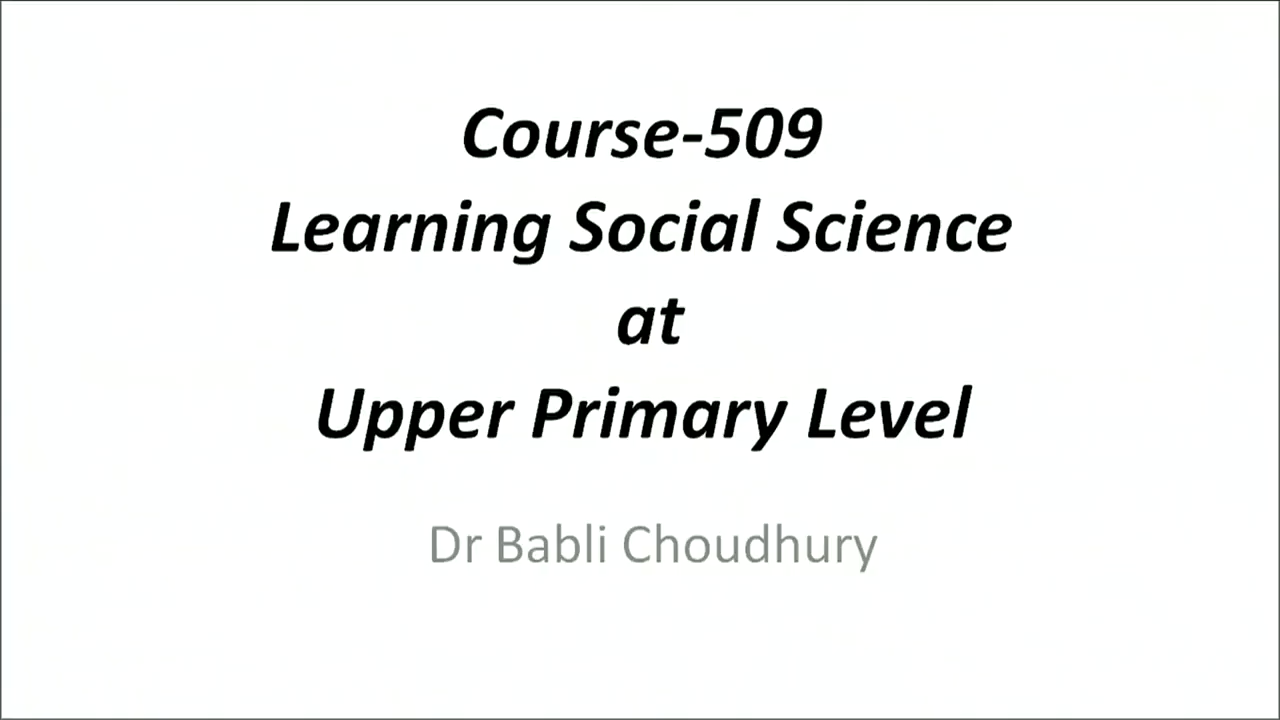 Course-509
Learning Social Science
at
Upper Primary Level
Dr Babli Choudhury